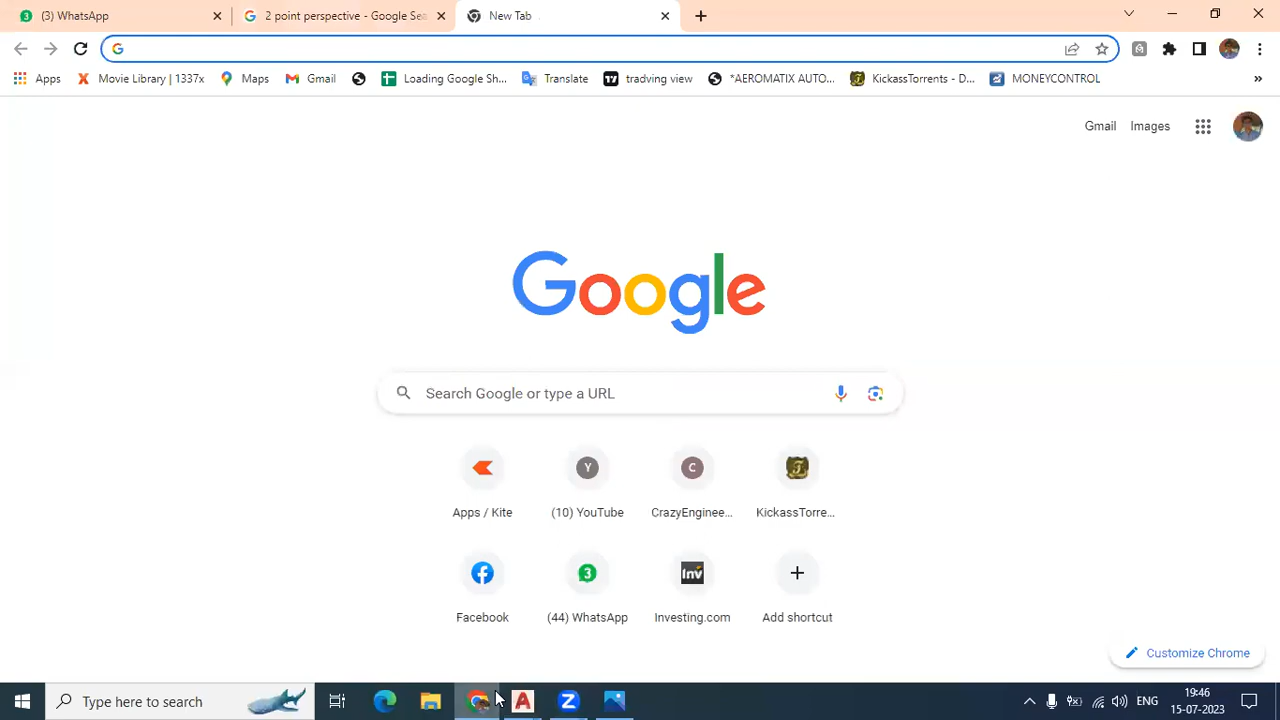 (3) WhatsApp
2 point perspective - Google Sea
New Tab
Apps
Movie Library | 1337x
Maps
Gmail
Loading Google Sh...
Translate
tradving view
*AEROMATIX AUTO...
KickassTorrents - D...
MONEYCONTROL
»
Gmail
Images
Google
Search Google or type a URL
Apps / Kite
(10) YouTube
CrazyEnginee...
KickassTorre...
Facebook
(44) WhatsApp
Investing.com
Add shortcut
Customize Chrome
Type here to search
ENG
19:46
15-07-2023